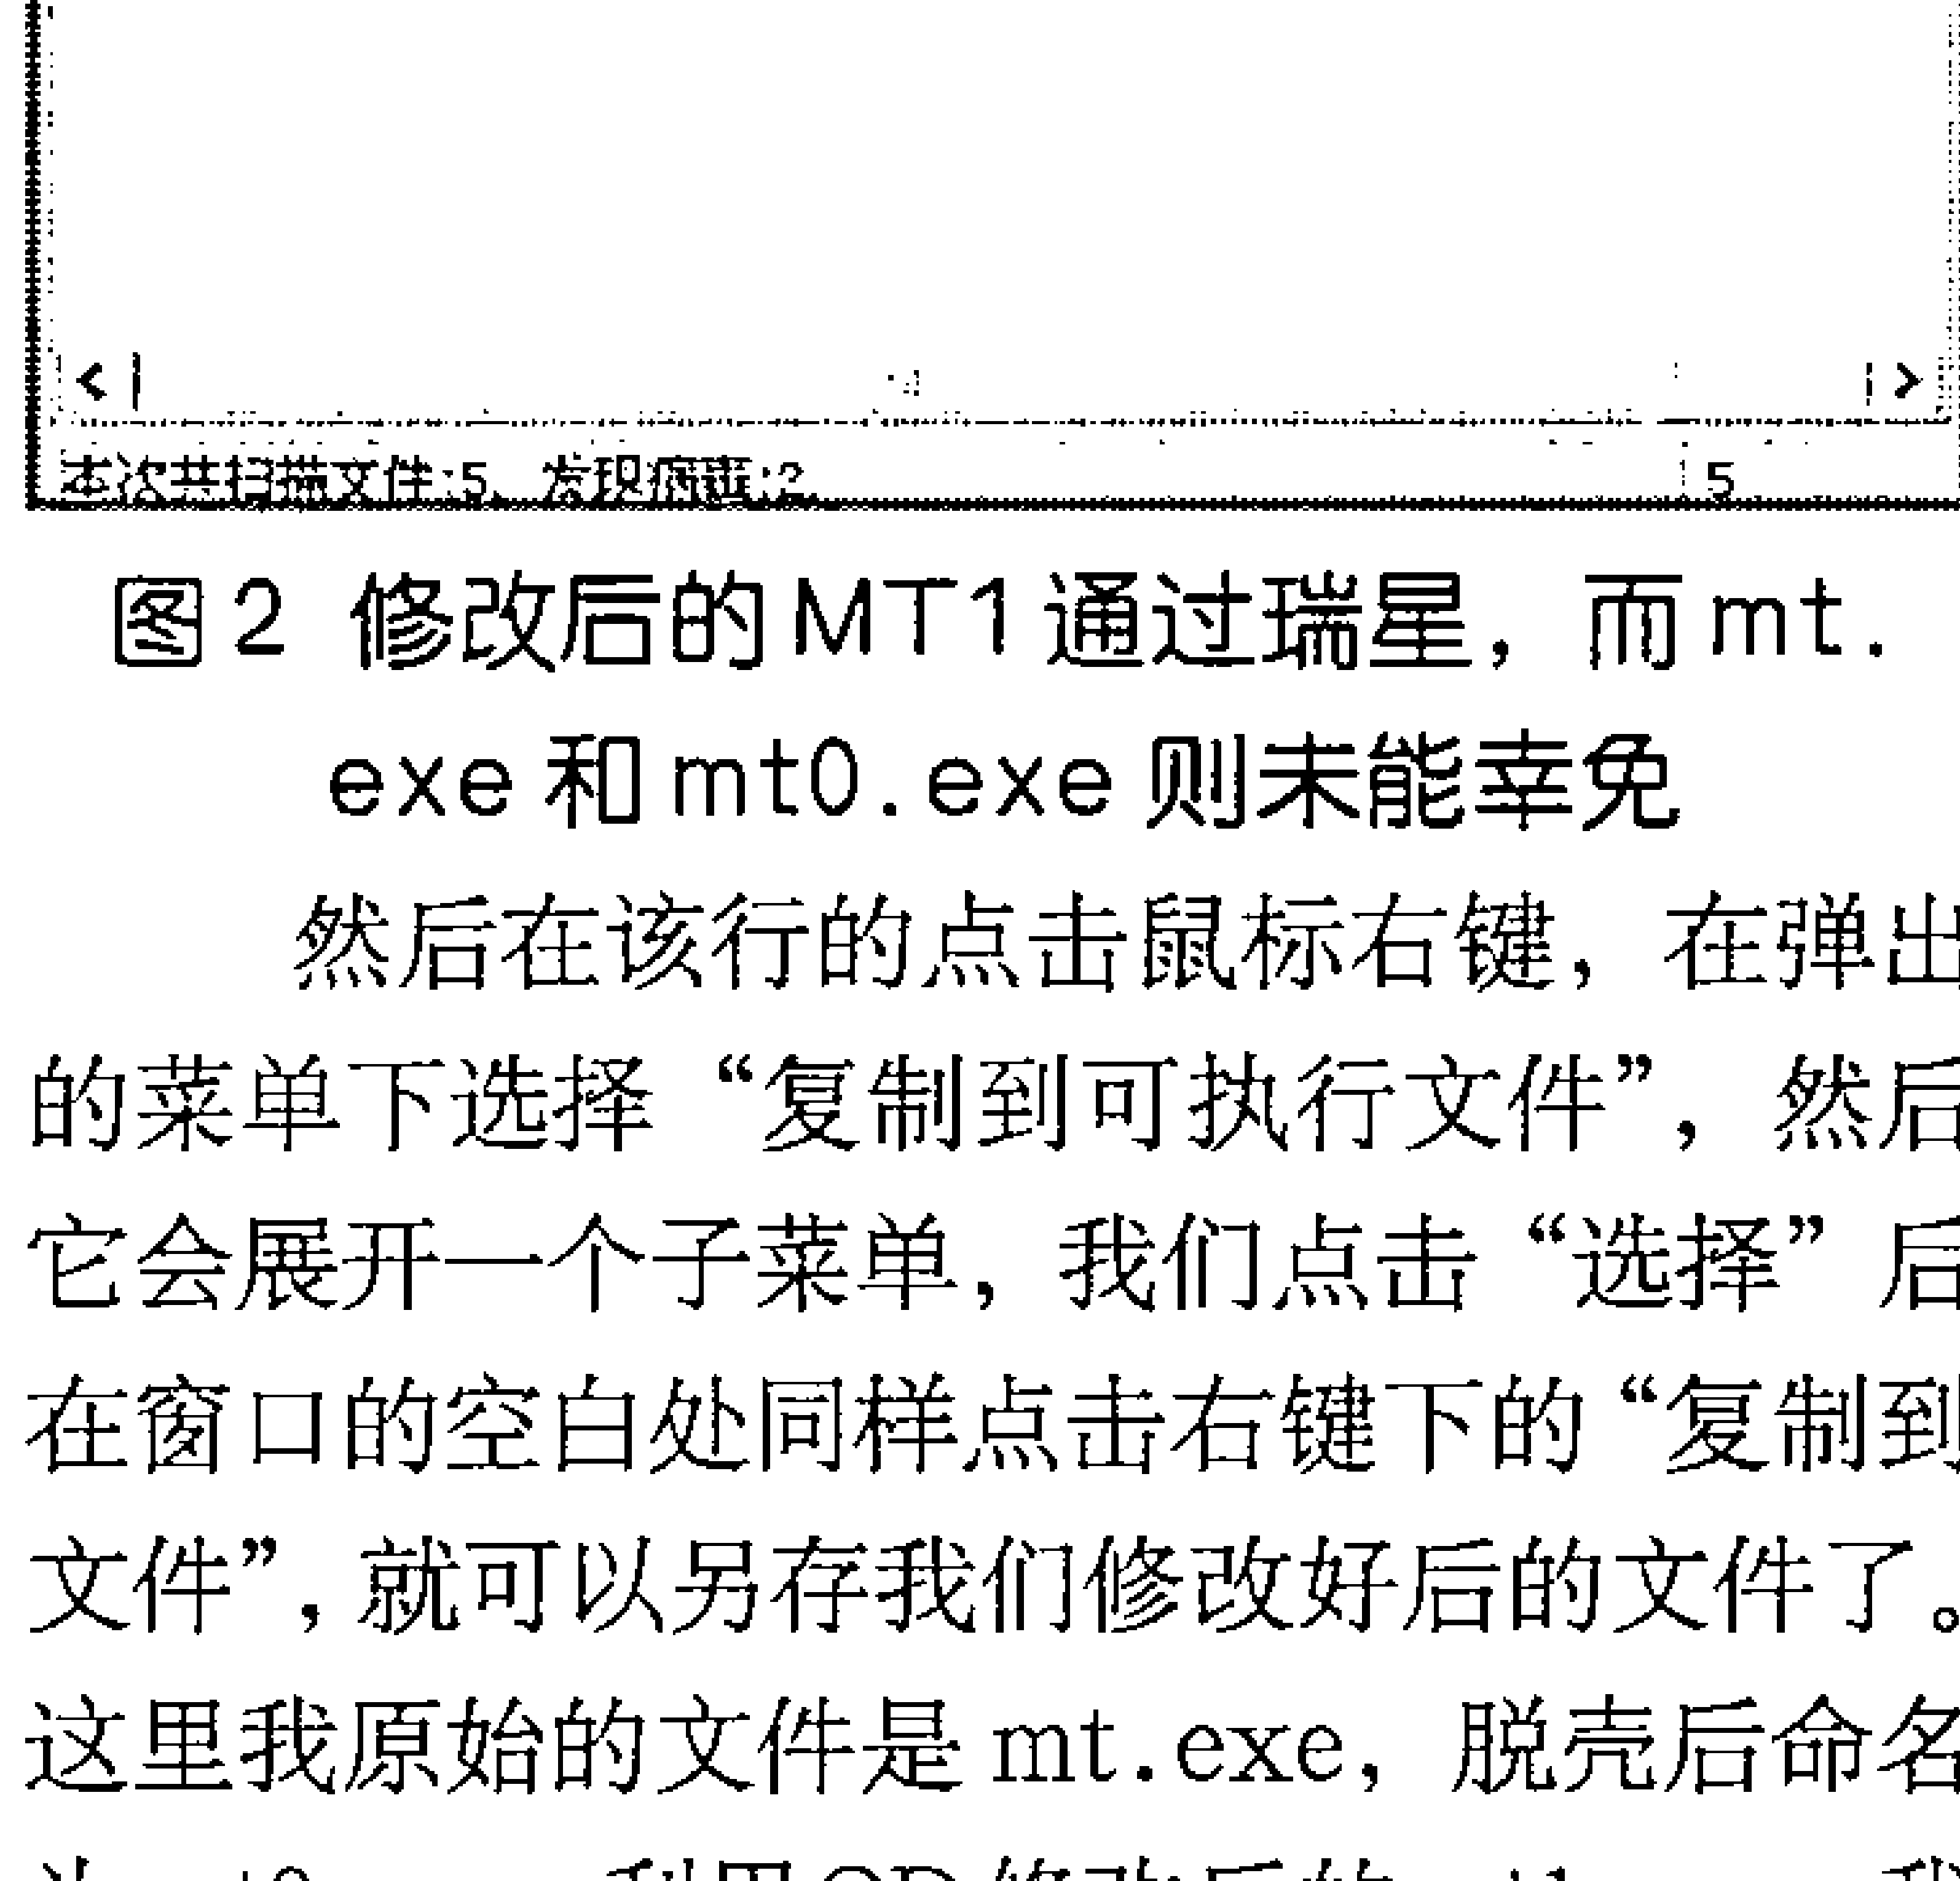 本次共扫描文件:5、发现病毒:2 5
图2 修改后的MT1通过瑞星，而mt.
exe和mt0.exe则未能幸免
然后在该行的点击鼠标右键，在弹出
的菜单下选择“复制到可执行文件”，然后
它会展开一个子菜单，我们点击“选择”后
在窗口的空白处同样点击右键下的“复制到
文件”，就可以另存我们修改好后的文件了。
这里我原始的文件是mt.exe，脱壳后命名